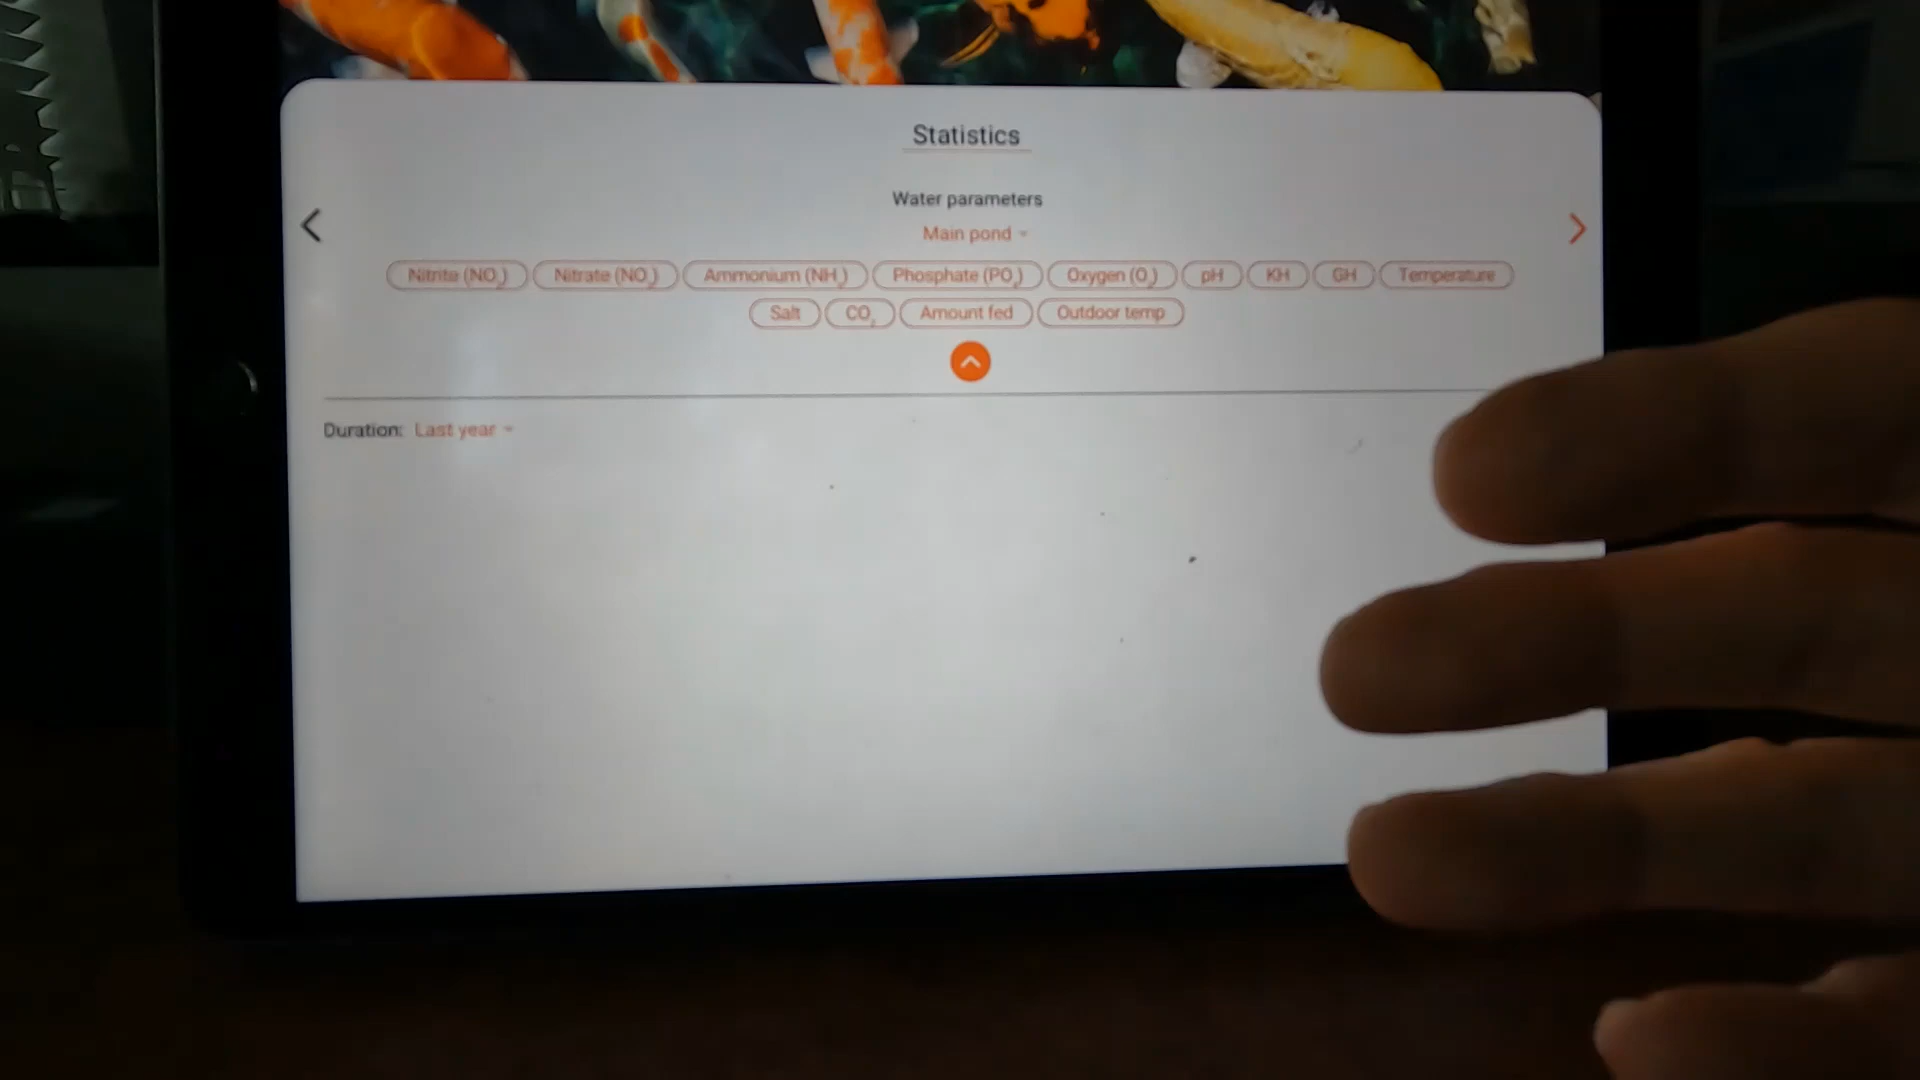 Statistics
Water parameters
Main pond
Nitrite (NO₂) Nitrate (NO₃) Ammonium (NH₄) Phosphate (PO₄) Oxygen (O₂) pH KH GH Temperature
Salt CO₂ Amount fed Outdoor temp
Duration: Last year